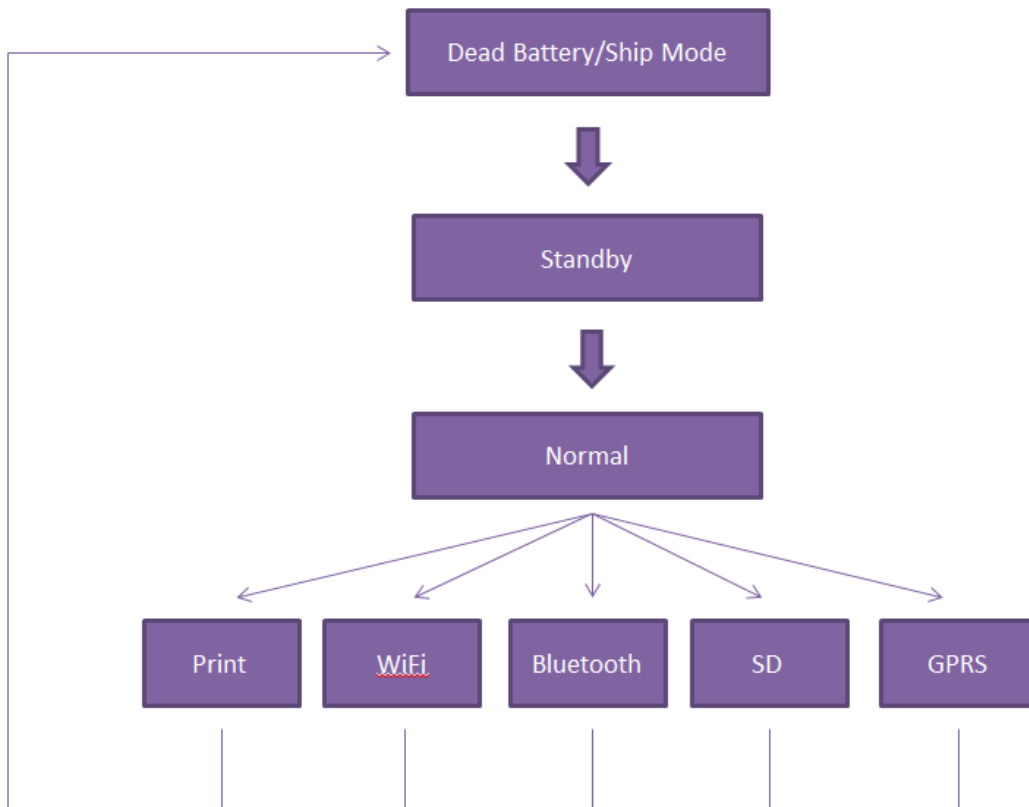 Dead Battery/Ship Mode
Standby
Normal
Print
WiFi
Bluetooth
SD
GPRS